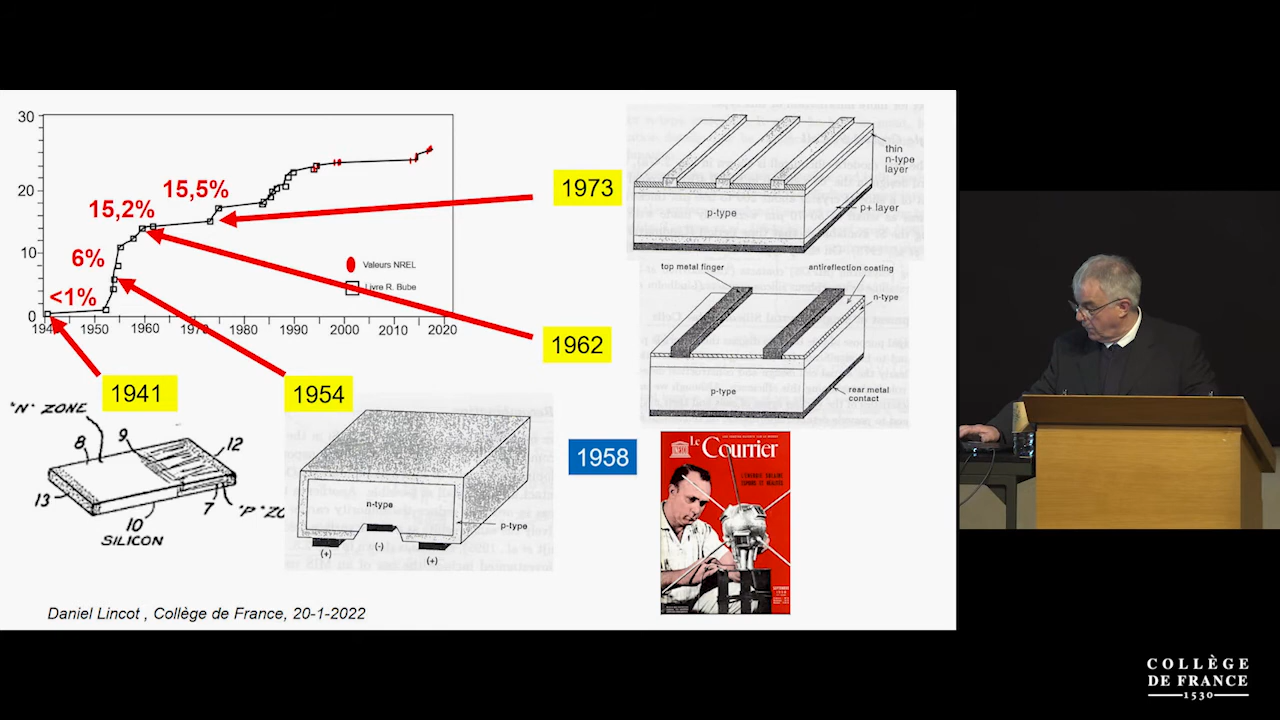 30
20
10
0
15,5%
15,2%
6%
<1%
Valeurs NREL
Livre R. Bube
1950
1960
1980
1990
2000
2010
2020
1973
1962
1941
1954
1958
thin
n-type
layer
p-type
p+ layer
top metal finger
antireflection coating
n-type
p-type
rear metal
contact
"N" ZONE
8
9
12
13
10
7
"P" ZO
SILICON
n-type
p-type
(+)
(-)
(+)
Le Courrier
Daniel Lincot , Collège de France, 20-1-2022
COLLÈGE
DE FRANCE
1530